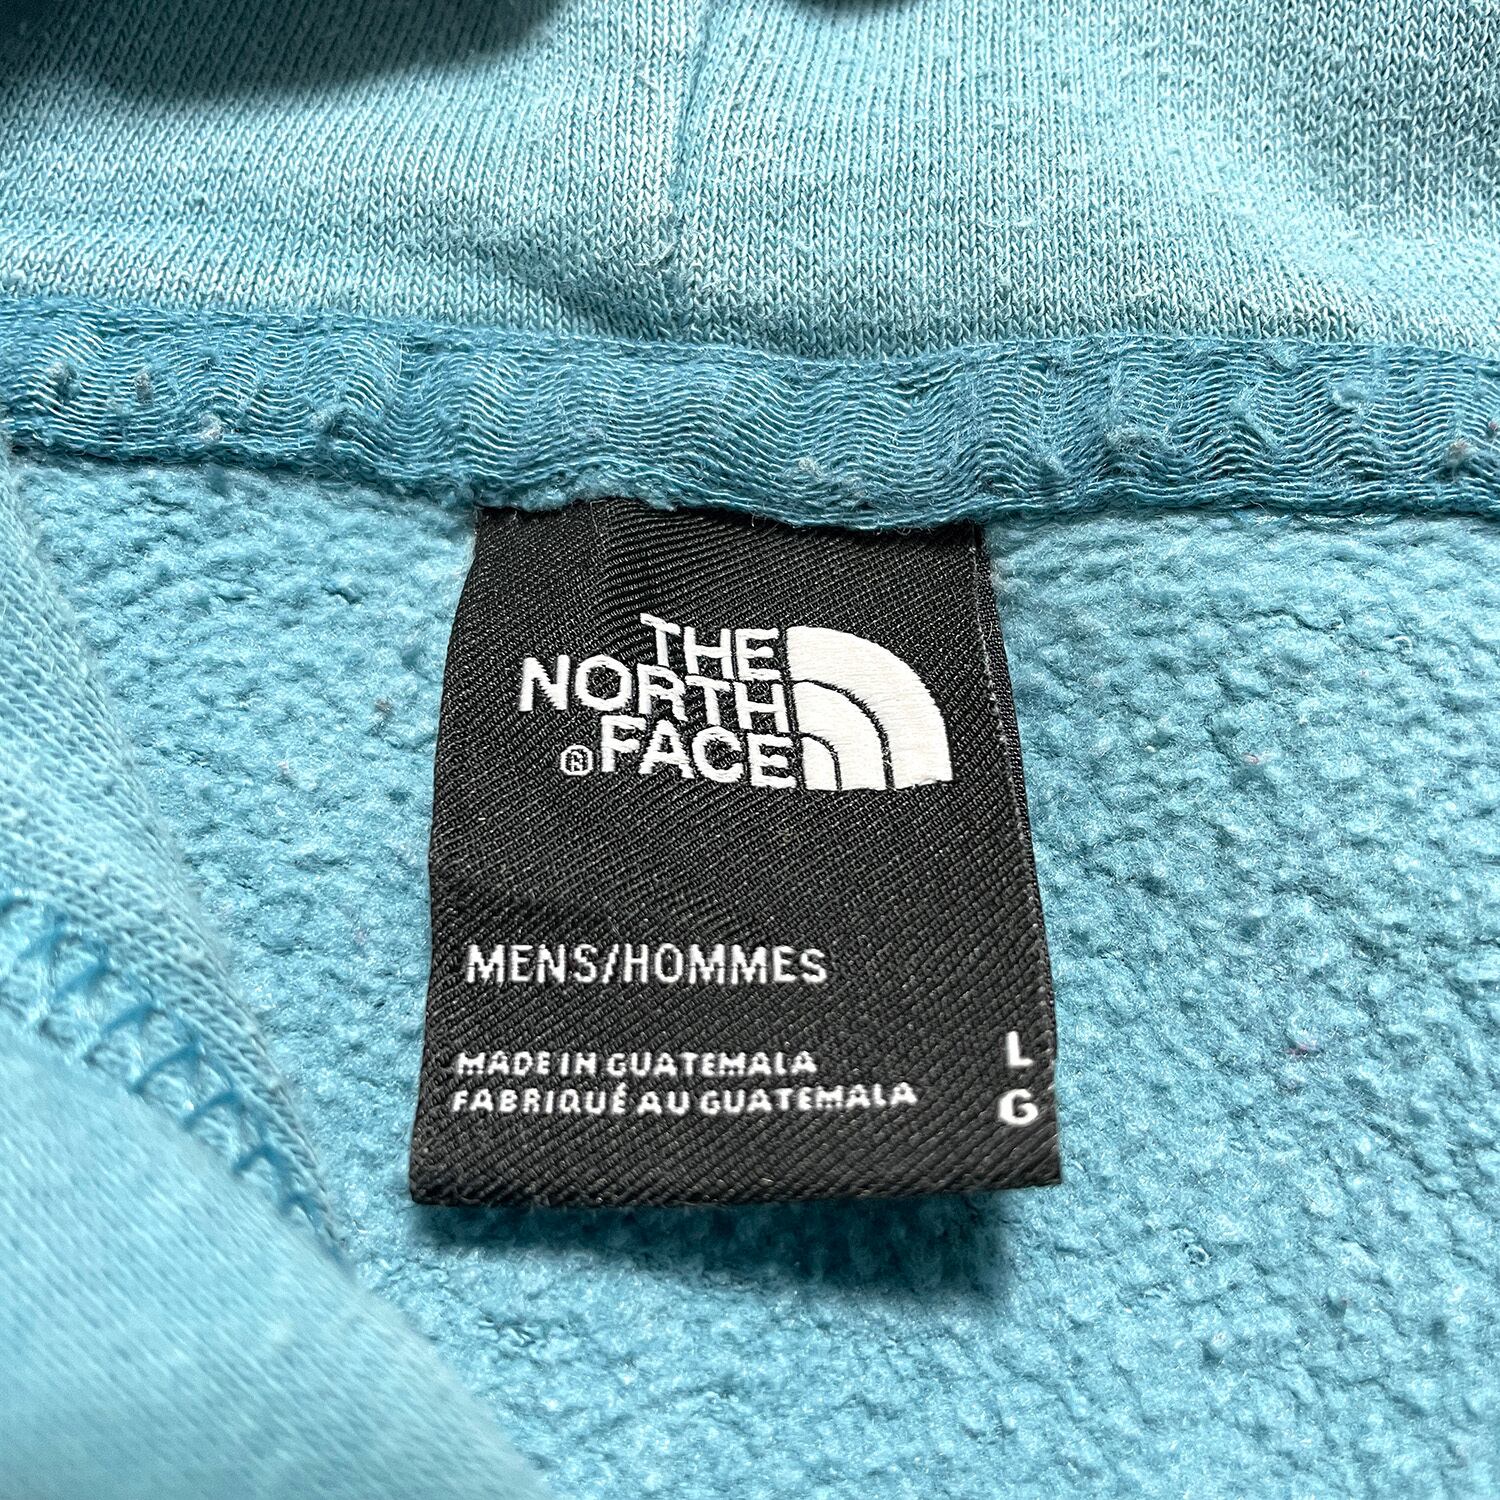 THE
NORTH
®FACE
MENS/HOMMES
MADE IN GUATEMALA
FABRIQUÉ AU GUATEMALA
L
G